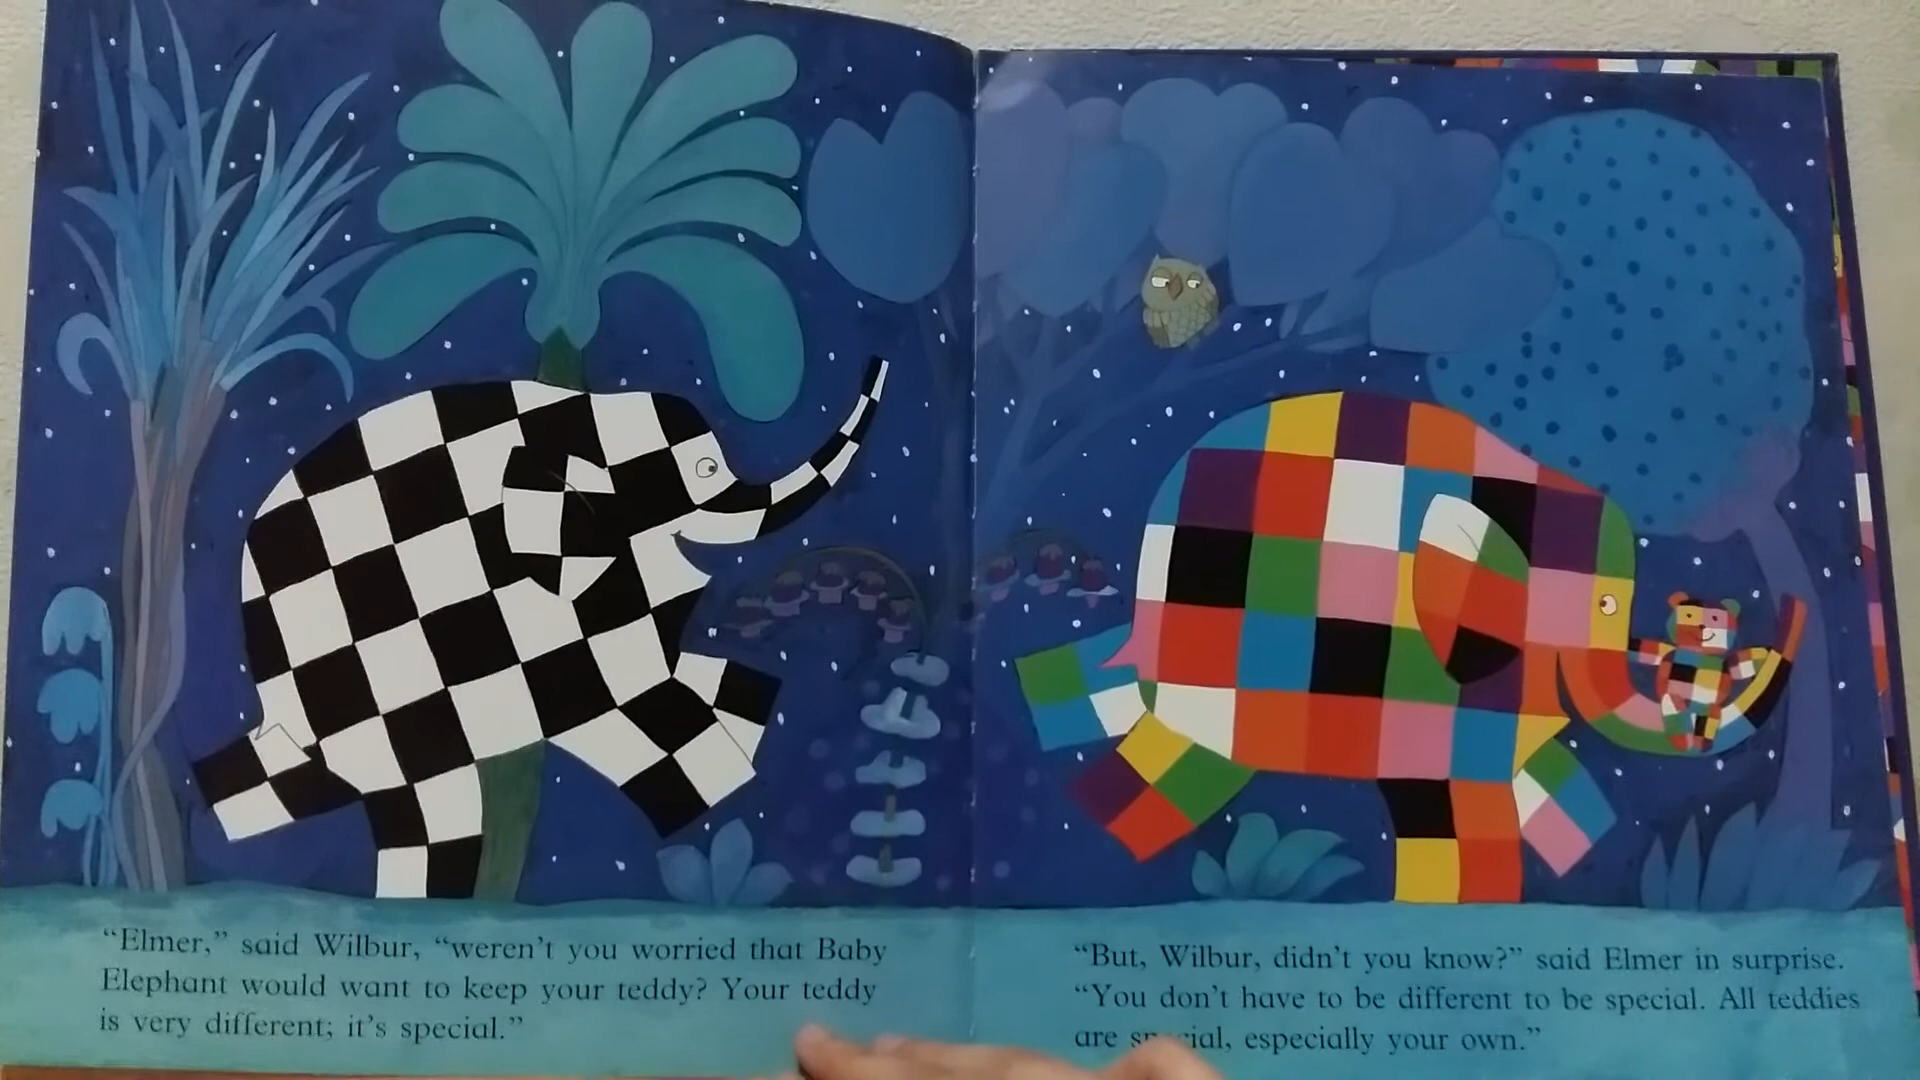 “Elmer,” said Wilbur, “weren’t you worried that Baby
Elephant would want to keep your teddy? Your teddy
is very different; it’s special.”
“But, Wilbur, didn’t you know?” said Elmer in surprise.
“You don’t have to be different to be special. All teddies
are special, especially your own.”